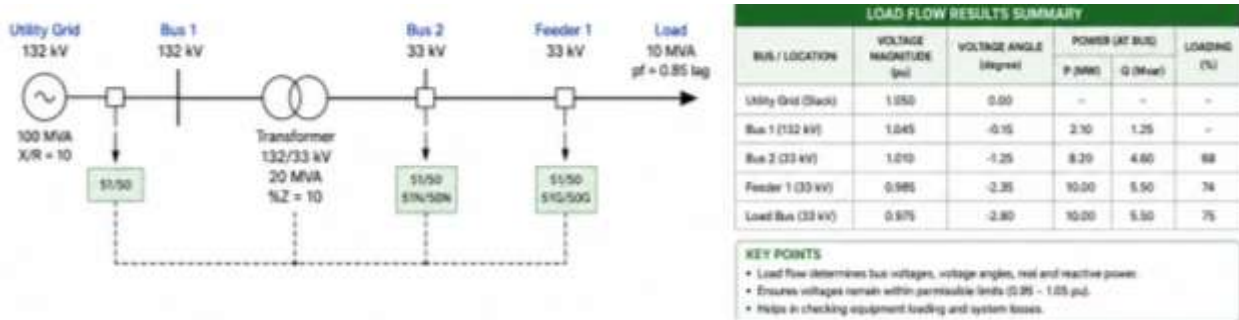 Utility Grid
132 kV
Bus 1
132 kV
Bus 2
33 kV
Feeder 1
33 kV
Load
10 MVA
pf = 0.85 lag
100 MVA
X/R = 10
Transformer
132/33 kV
20 MVA
%Z = 10
51/50
51/50
51N/50N
51/50
51G/50G
LOAD FLOW RESULTS SUMMARY
BUS / LOCATION VOLTAGE MAGNITUDE (pu) VOLTAGE ANGLE (degree) POWER (AT BUS) LOADING (%)
P (MW) Q (Mvar)
Utility Grid (Slack) 1.050 0.00 - - -
Bus 1 (132 kV) 1.045 -0.15 2.10 1.25 -
Bus 2 (33 kV) 1.010 -1.25 8.20 4.60 68
Feeder 1 (33 kV) 0.985 -2.35 10.00 5.50 74
Load Bus (33 kV) 0.975 -2.80 10.00 5.50 75
KEY POINTS
• Load flow determines bus voltages, voltage angles, real and reactive power.
• Ensures voltages remain within permissible limits (0.95 – 1.05 pu).
• Helps in checking equipment loading and system losses.